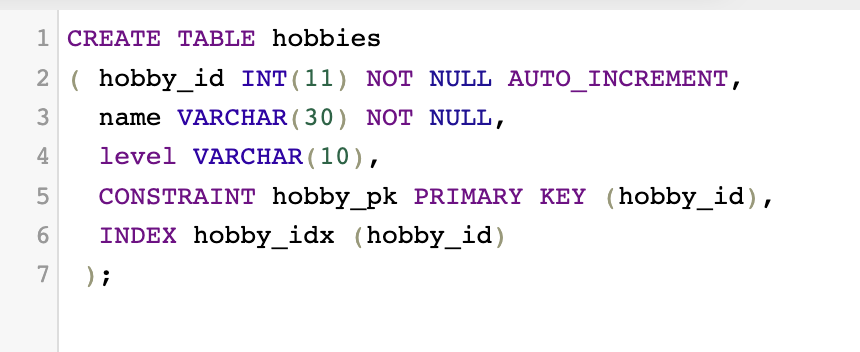 1 CREATE TABLE hobbies
2 ( hobby_id INT(11) NOT NULL AUTO_INCREMENT,
3 name VARCHAR(30) NOT NULL,
4 level VARCHAR(10),
5 CONSTRAINT hobby_pk PRIMARY KEY (hobby_id),
6 INDEX hobby_idx (hobby_id)
7 );